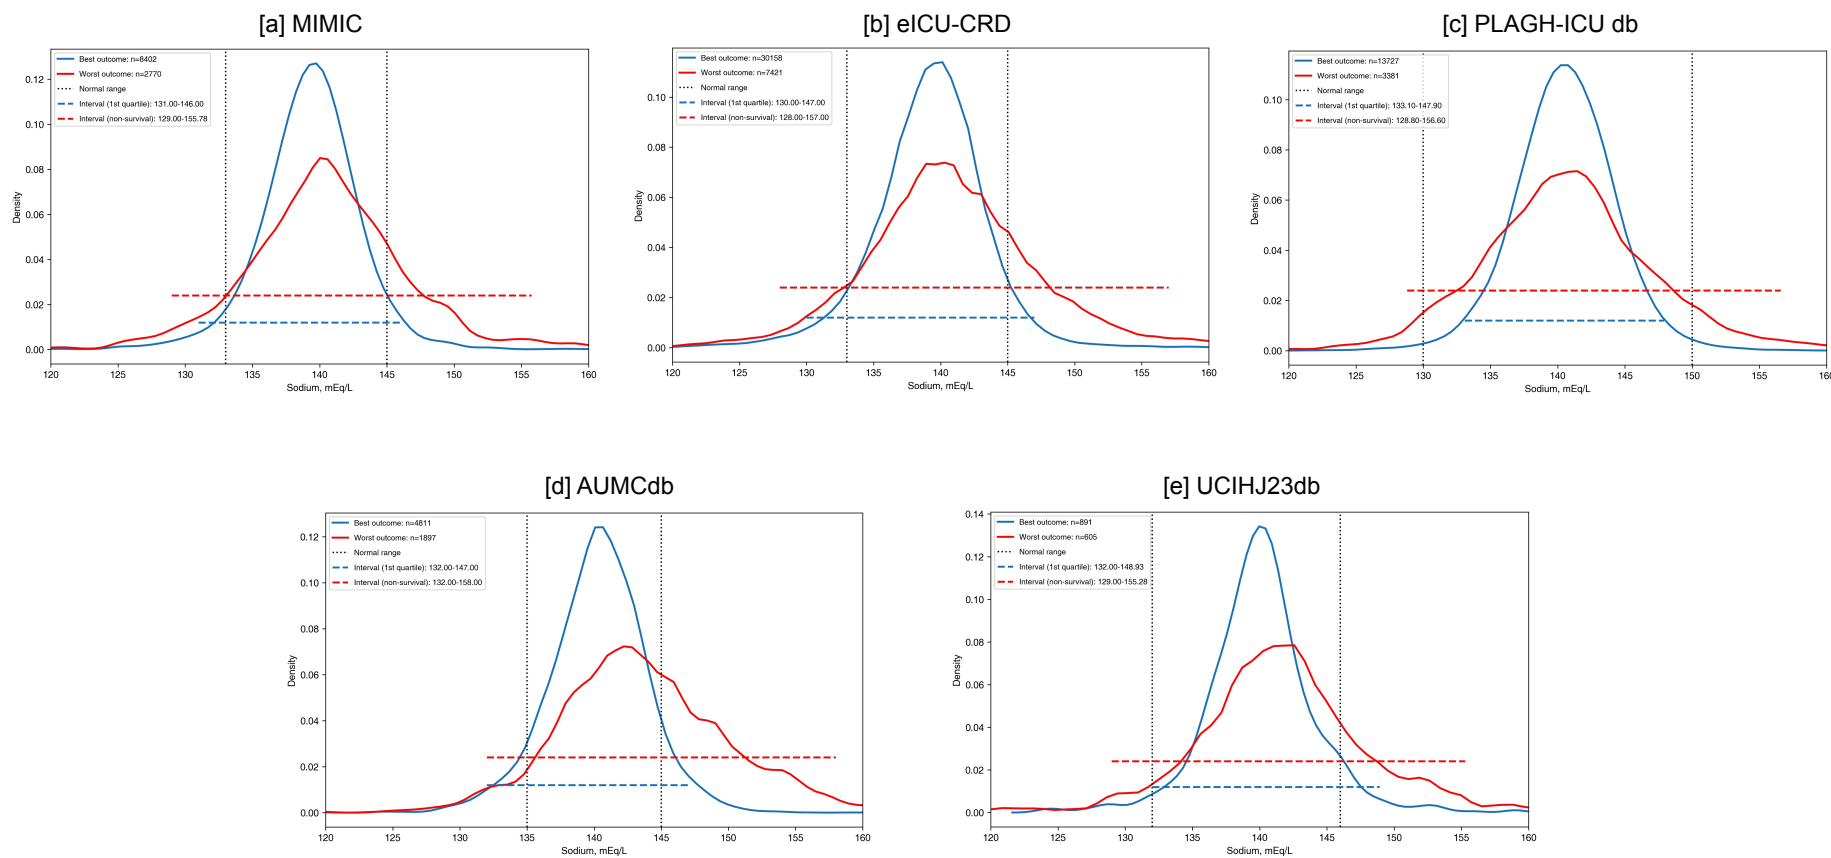 [a] MIMIC
Best outcome: n=8402
Worst outcome: n=2770
Normal range
Interval (1st quartile): 131.00-146.00
Interval (non-survival): 129.00-155.78
0.12
0.10
0.08
0.06
0.04
0.02
0.00
Density
120 125 130 135 140 145 150 155 160
Sodium, mEq/L
[b] eICU-CRD
Best outcome: n=30158
Worst outcome: n=7421
Normal range
Interval (1st quartile): 130.00-147.00
Interval (non-survival): 128.00-157.00
0.10
0.08
0.06
0.04
0.02
0.00
Density
120 125 130 135 140 145 150 155 160
Sodium, mEq/L
[c] PLAGH-ICU db
Best outcome: n=13727
Worst outcome: n=3381
Normal range
Interval (1st quartile): 133.10-147.90
Interval (non-survival): 128.80-156.60
0.10
0.08
0.06
0.04
0.02
0.00
Density
120 125 130 135 140 145 150 155 160
Sodium, mEq/L
[d] AUMCdb
Best outcome: n=4811
Worst outcome: n=1897
Normal range
Interval (1st quartile): 132.00-147.00
Interval (non-survival): 132.00-158.00
0.12
0.10
0.08
0.06
0.04
0.02
0.00
Density
120 125 130 135 140 145 150 155 160
Sodium, mEq/L
[e] UCIHJ23db
Best outcome: n=891
Worst outcome: n=605
Normal range
Interval (1st quartile): 132.00-148.93
Interval (non-survival): 129.00-155.28
0.14
0.12
0.10
0.08
0.06
0.04
0.02
0.00
Density
120 125 130 135 140 145 150 155 160
Sodium, mEq/L